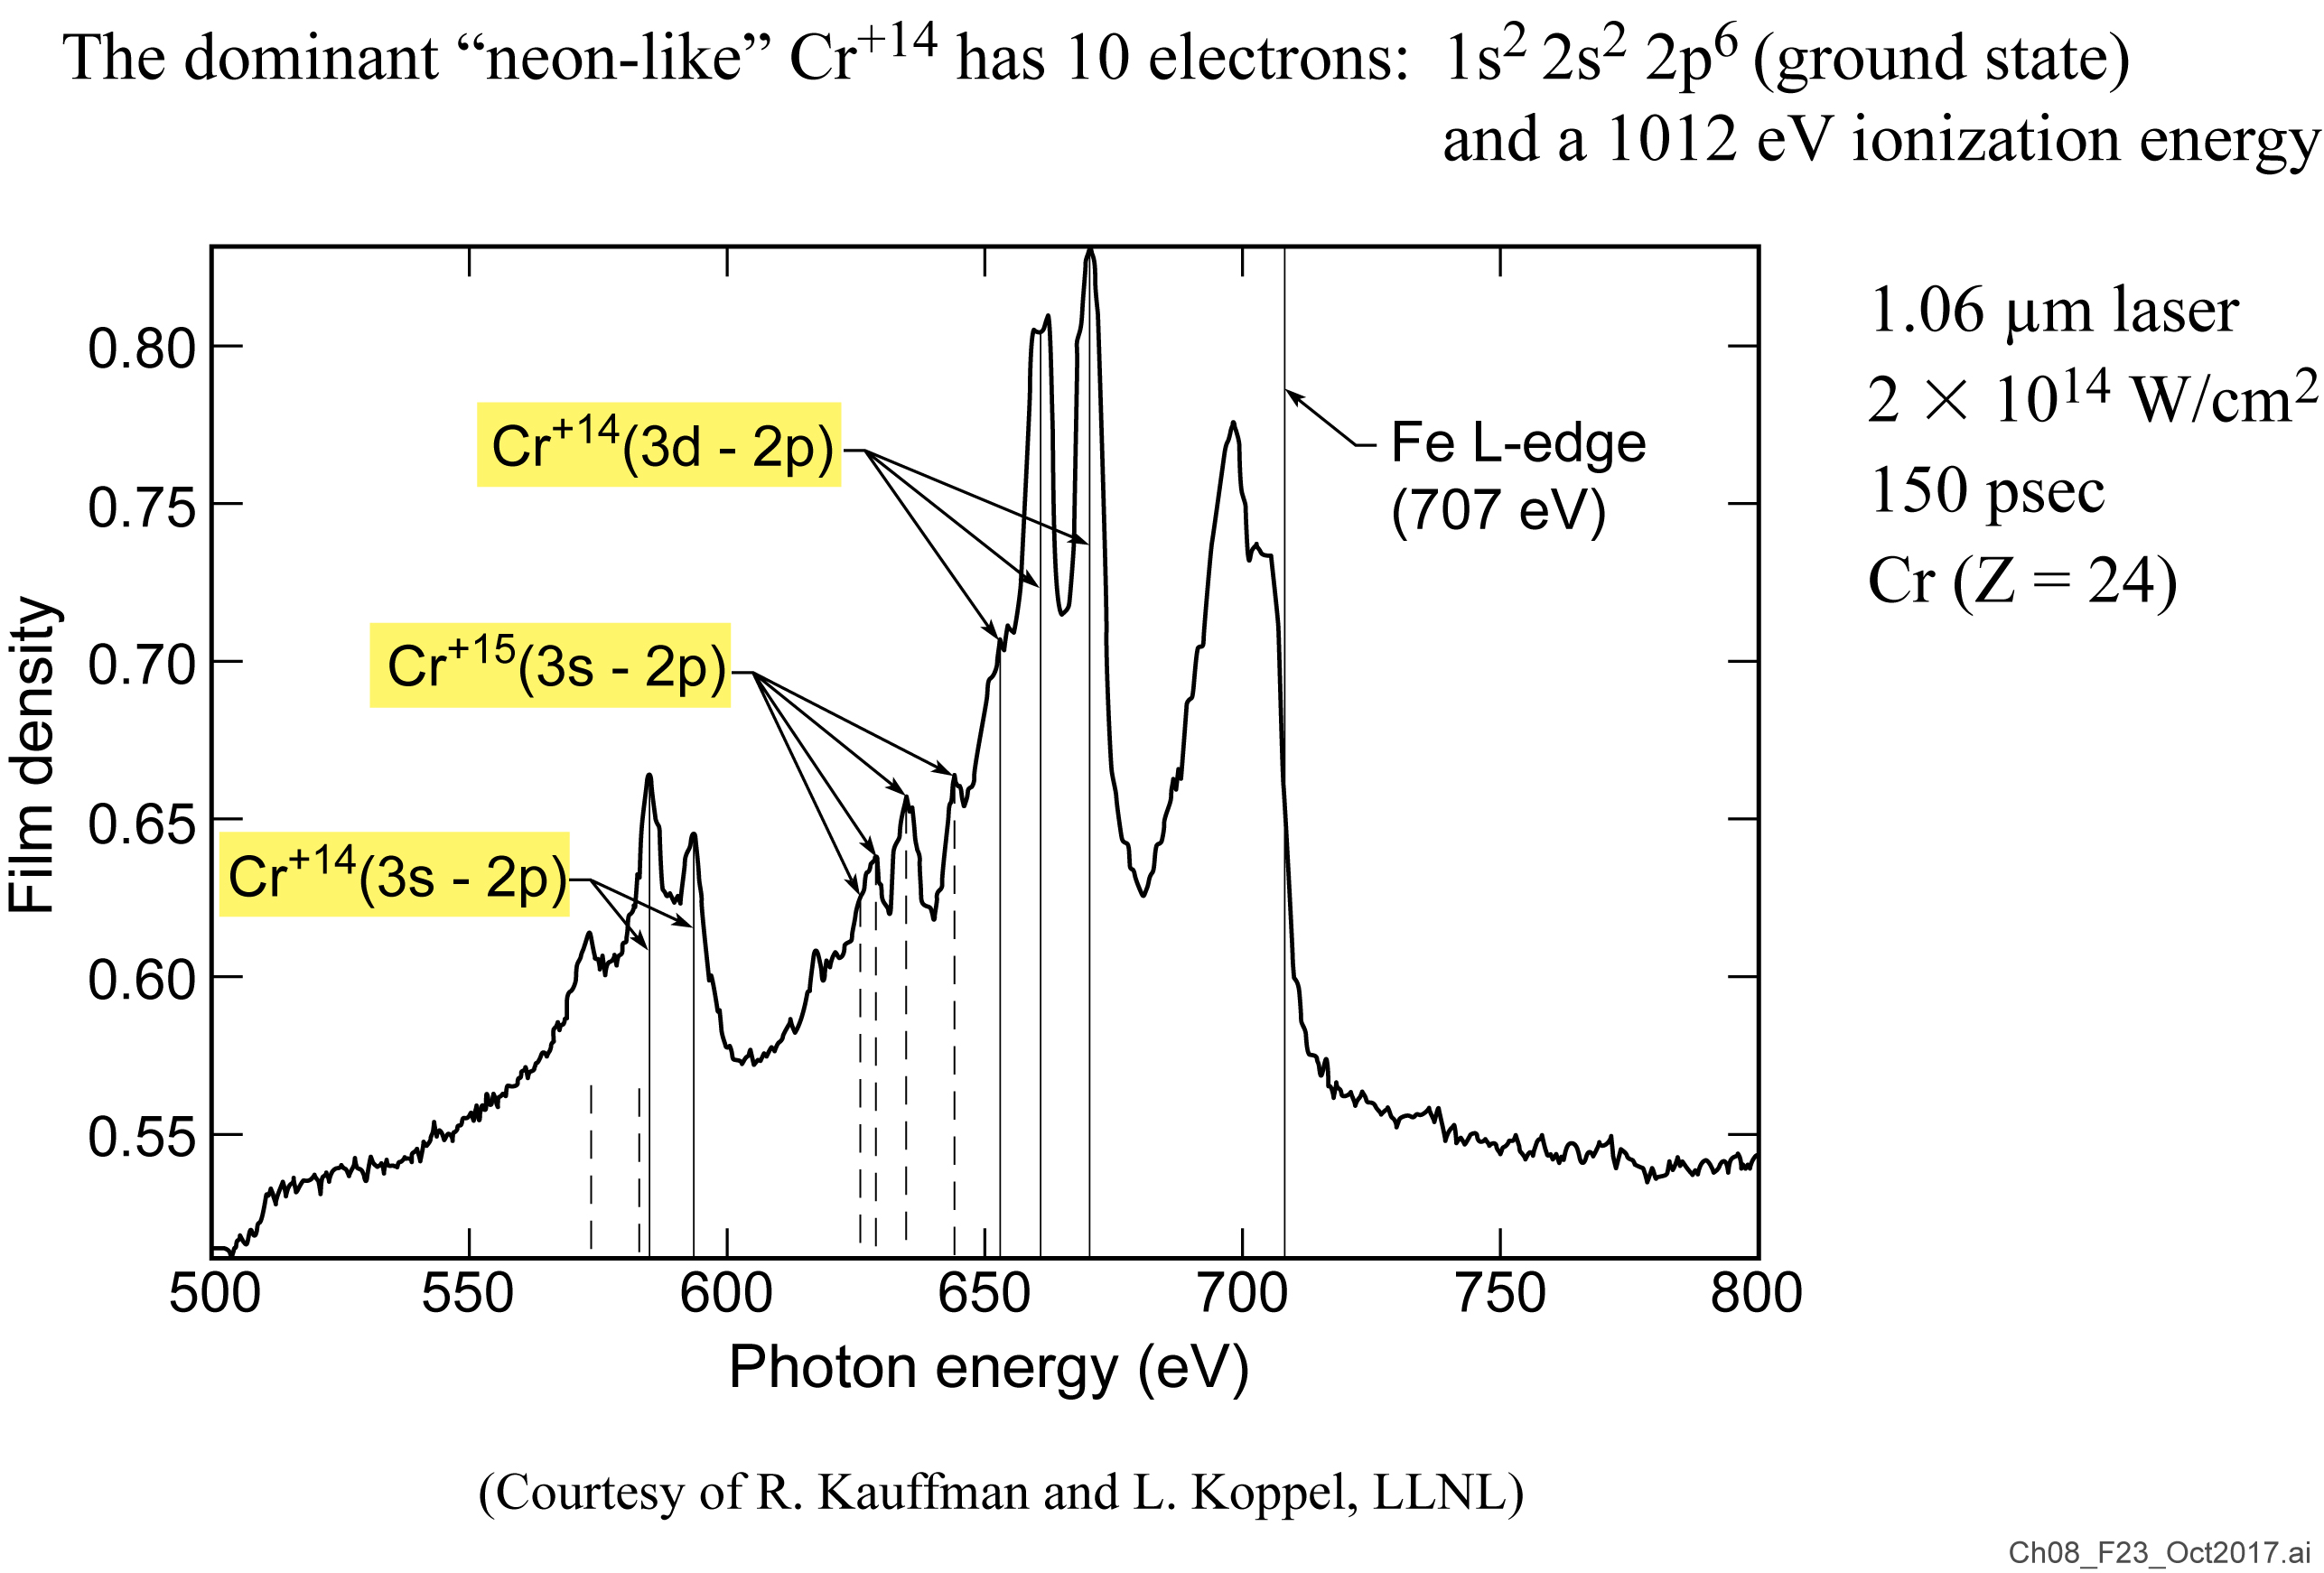 The dominant “neon-like” Cr+14 has 10 electrons: 1s2 2s2 2p6 (ground state)
and a 1012 eV ionization energy
1.06 µm laser
2 × 1014 W/cm2
150 psec
Cr (Z = 24)
Film density
0.80
0.75
0.70
0.65
0.60
0.55
Cr+14(3d - 2p)
Fe L-edge
(707 eV)
Cr+15(3s - 2p)
Cr+14(3s - 2p)
500 550 600 650 700 750 800
Photon energy (eV)
(Courtesy of R. Kauffman and L. Koppel, LLNL)
Ch08_F23_Oct2017.ai